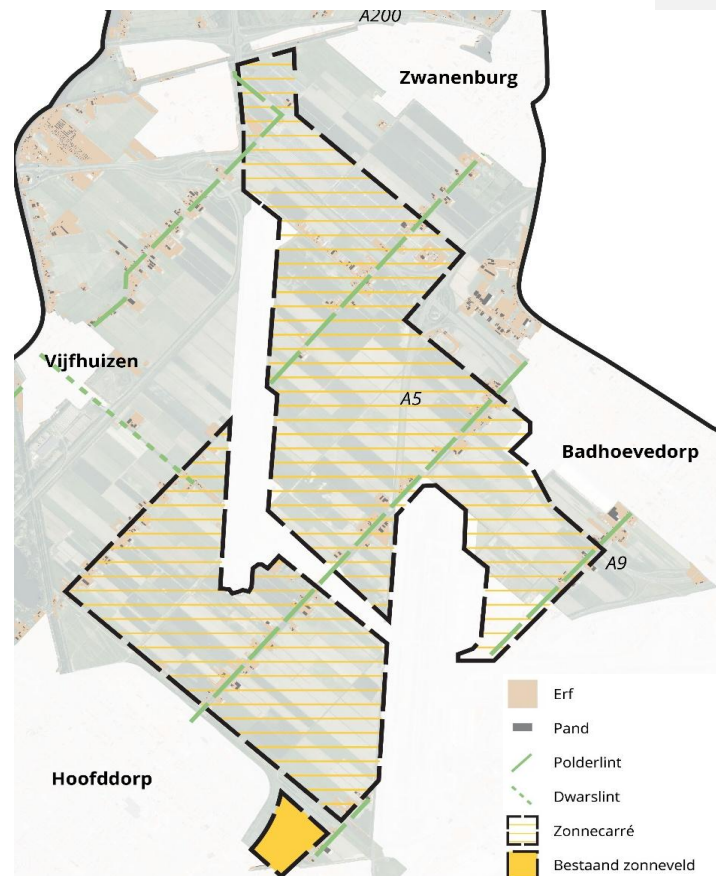 A200
Zwanenburg
Vijfhuizen
A5
Badhoevedorp
A9
Hoofddorp
Erf
Pand
Polderlint
Dwarslint
Zonnecarré
Bestaand zonneveld